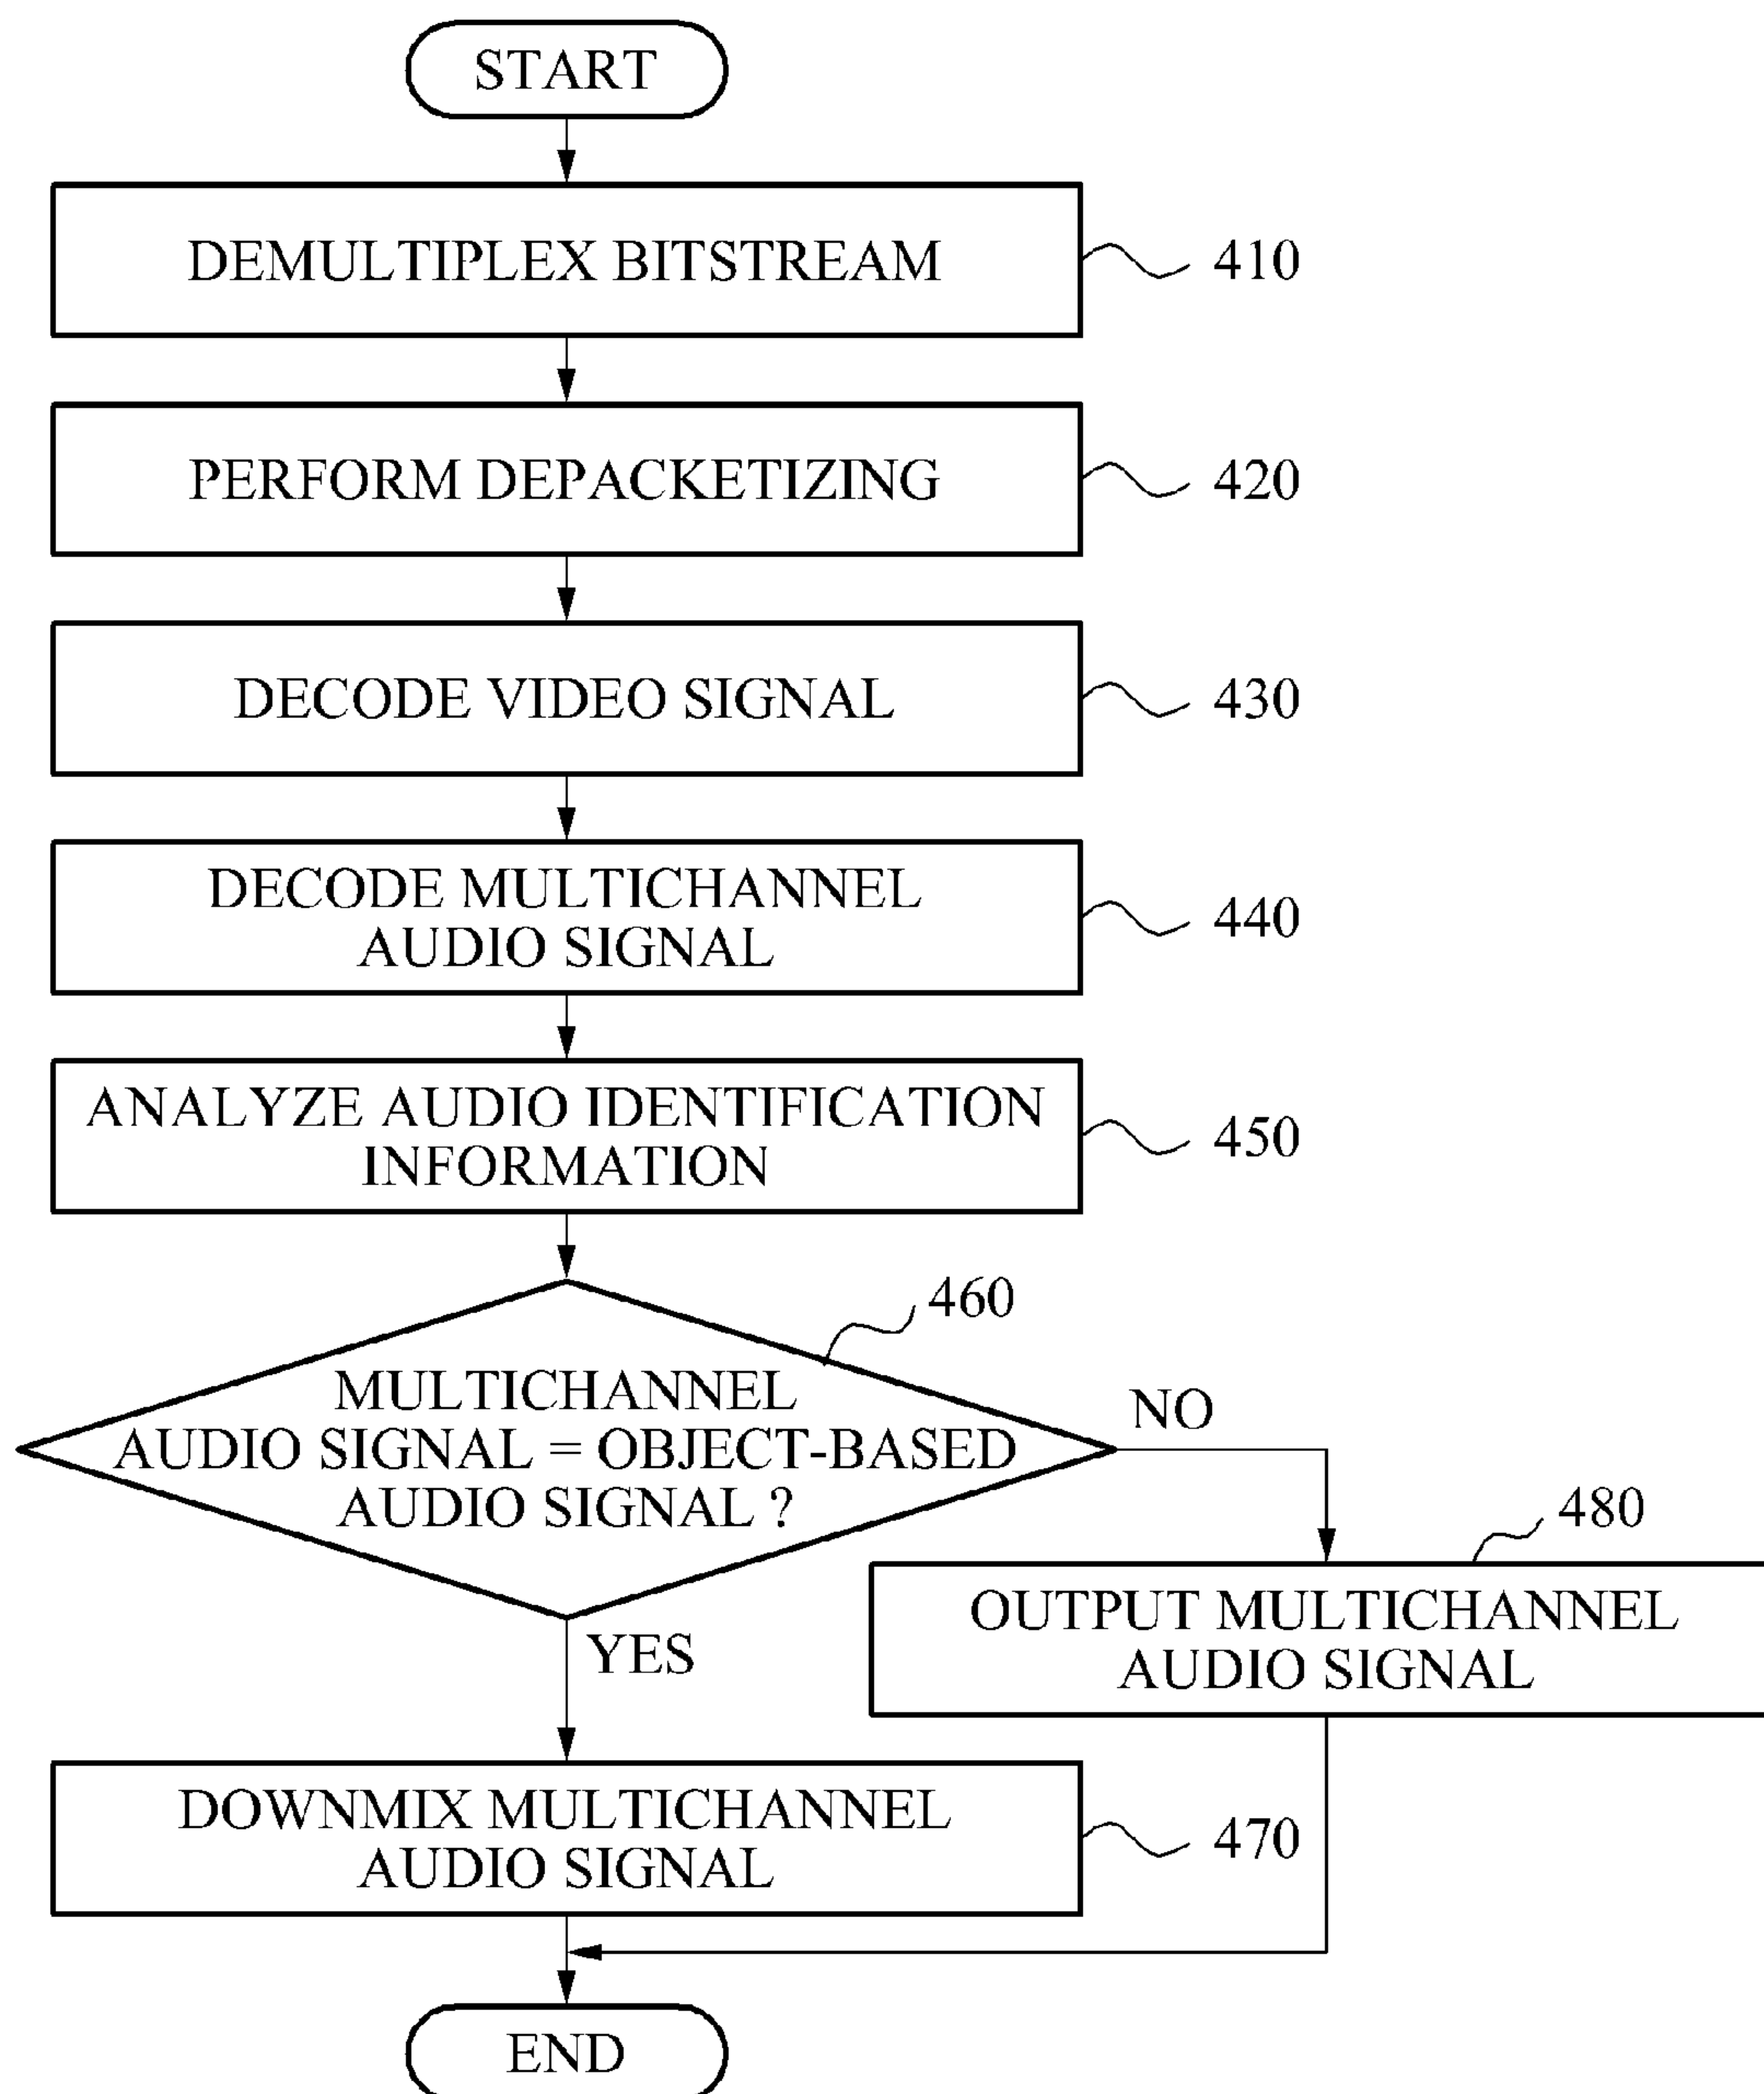 START
DEMULTIPLEX BITSTREAM
410
PERFORM DEPACKETIZING
420
DECODE VIDEO SIGNAL
430
DECODE MULTICHANNEL
AUDIO SIGNAL
440
ANALYZE AUDIO IDENTIFICATION
INFORMATION
450
460
MULTICHANNEL
AUDIO SIGNAL = OBJECT-BASED
AUDIO SIGNAL ?
NO
YES
480
OUTPUT MULTICHANNEL
AUDIO SIGNAL
DOWNMIX MULTICHANNEL
AUDIO SIGNAL
470
END